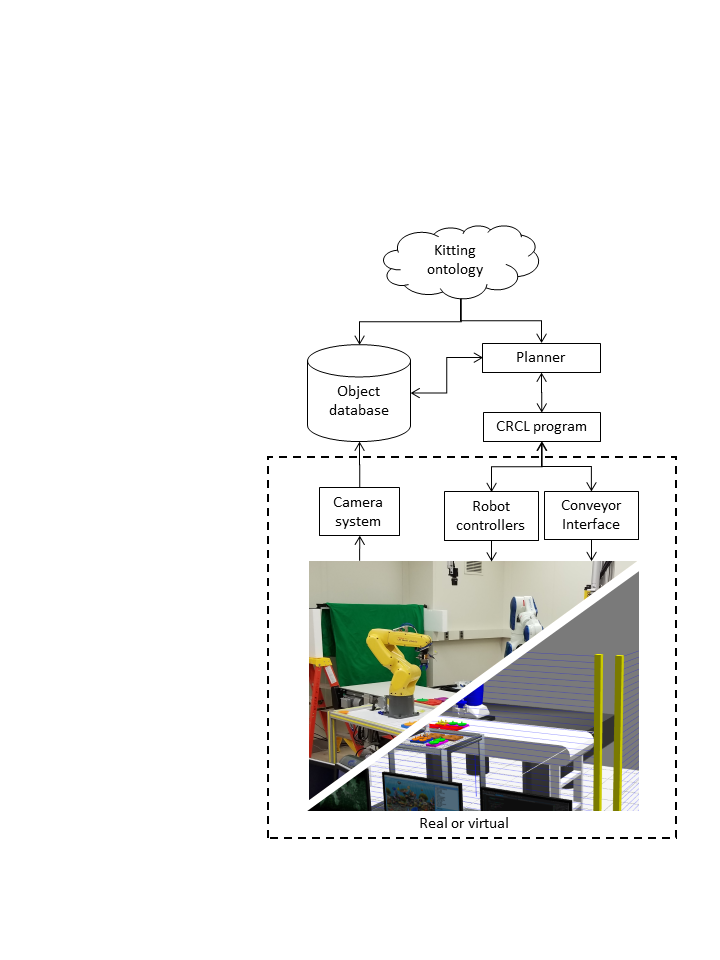 Kitting
ontology
Planner
Object
database
CRCL program
Camera
system
Robot
controllers
Conveyor
Interface
Real or virtual